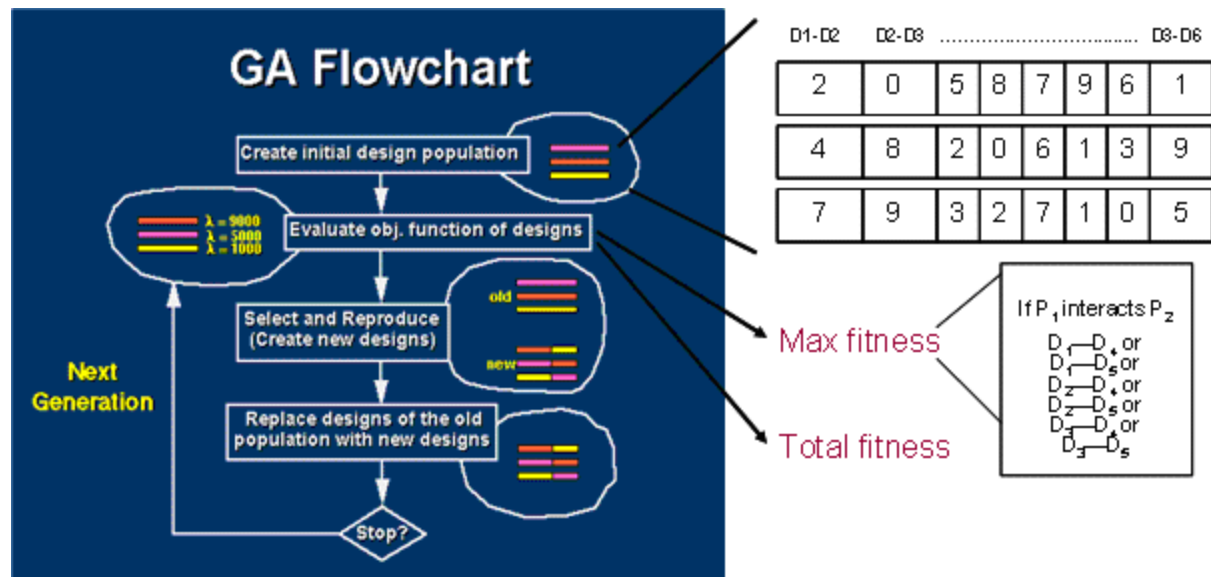 GA Flowchart
Create initial design population
λ = 9000
λ = 5000
λ = 1000
Evaluate obj. function of designs
old
Select and Reproduce
(Create new designs)
new
Next
Generation
Replace designs of the old
population with new designs
Stop?
D1-D2 D2-D3 ........................................ D3-D6
2 0 5 8 7 9 6 1
4 8 2 0 6 1 3 9
7 9 3 2 7 1 0 5
Max fitness
Total fitness
If P1 interacts P2
D1—D4 or
D1—D5 or
D2—D4 or
D2—D5 or
D3—D4 or
D3—D5